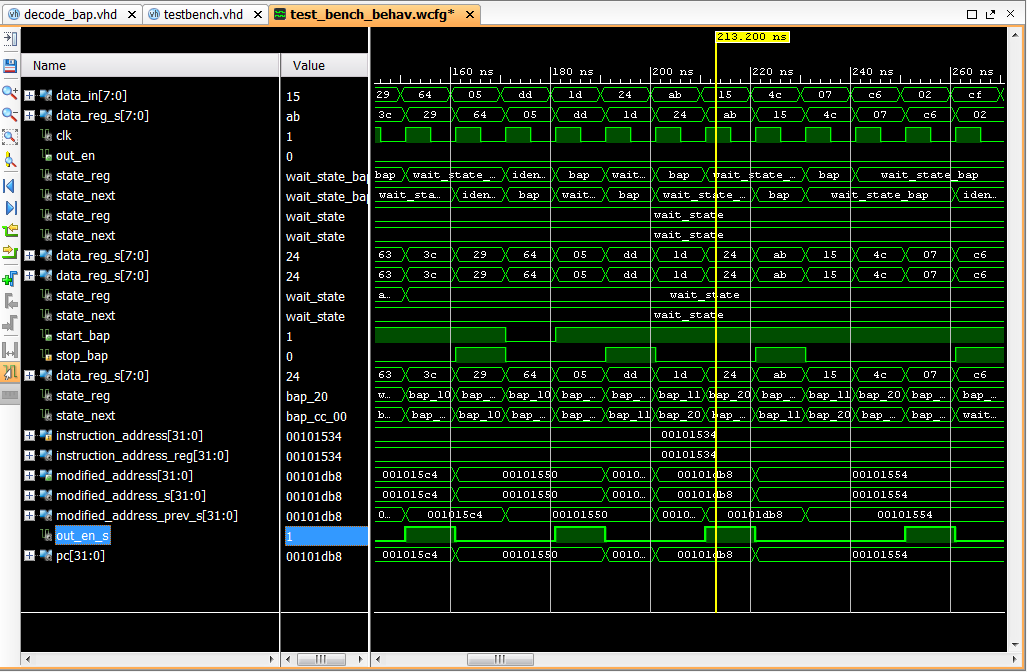 decode_bap.vhd testbench.vhd test_bench_behav.wcfg*
213.200 ns
Name Value 160 ns 180 ns 200 ns 220 ns 240 ns 260 ns
data_in[7:0] 15 29 64 05 dd 1d 24 ab 15 4c 07 c6 02 cf
data_reg_s[7:0] ab 3c 29 64 05 dd 1d 24 ab 15 4c 07 c6 02
clk 1
out_en 0
state_reg wait_state_bap bap wait_state_... iden... bap wait... bap wait_state_... bap wait_state_bap
state_next wait_state_bap wait_sta... iden... bap wait... bap wait_state_... bap wait_state_bap iden...
state_reg wait_state wait_state
state_next wait_state wait_state
data_reg_s[7:0] 24 63 3c 29 64 05 dd 1d 24 ab 15 4c 07 c6
data_reg_s[7:0] 24 63 3c 29 64 05 dd 1d 24 ab 15 4c 07 c6
state_reg wait_state a... wait_state
state_next wait_state wait_state
start_bap 1
stop_bap 0
data_reg_s[7:0] 24 63 3c 29 64 05 dd 1d 24 ab 15 4c 07 c6
state_reg bap_20 w... bap_10 bap_... bap_10 bap_... bap_... bap_11 bap_20 bap_... bap_11 bap_20 bap_... bap_...
state_next bap_cc_00 b... bap_... bap_10 bap_... bap_... bap_11 bap_20 bap_... bap_11 bap_20 bap_... bap_... wait...
instruction_address[31:0] 00101534 00101534
instruction_address_reg[31:0] 00101534 00101534
modified_address[31:0] 00101db8 001015c4 00101550 0010... 00101db8 00101554
modified_address_s[31:0] 00101db8 001015c4 00101550 0010... 00101db8 00101554
modified_address_prev_s[31:0] 00101db8 0... 001015c4 00101550 0010... 00101db8 00101554
out_en_s 1
pc[31:0] 00101db8 001015c4 00101550 0010... 00101db8 00101554